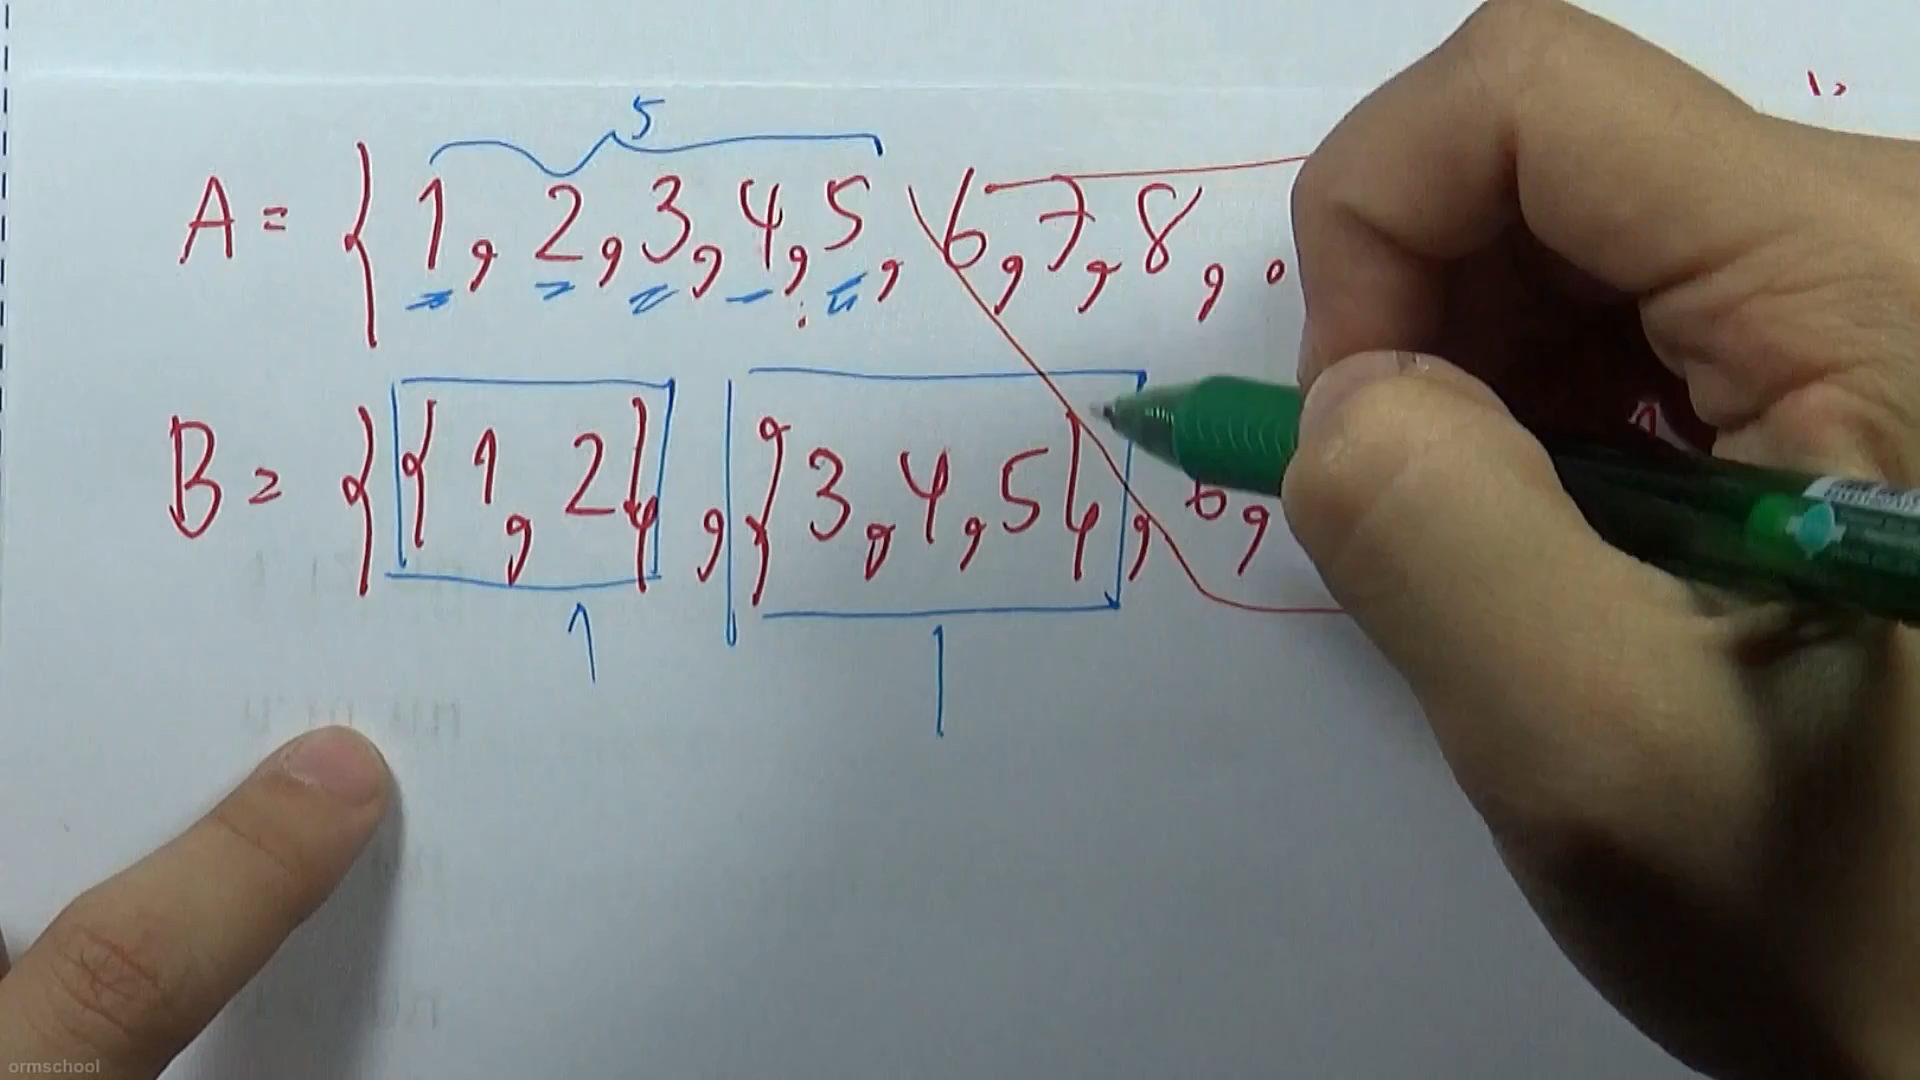 5
A = { 1, 2, 3, 4, 5, 6, 7, 8, .
B = { { 1, 2 }, { 3, 4, 5 }, 6,
1 1
ormschool